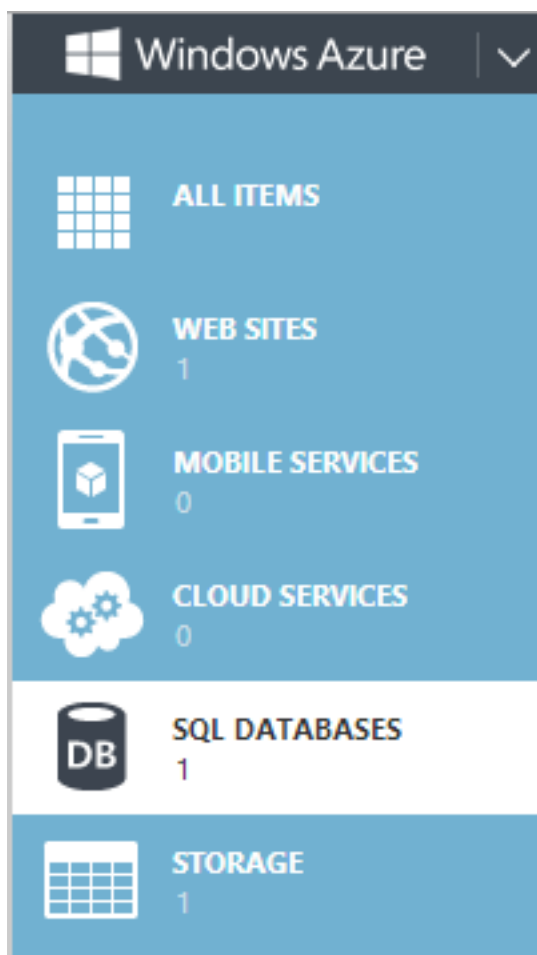 Windows Azure
ALL ITEMS
WEB SITES
1
MOBILE SERVICES
0
CLOUD SERVICES
0
DB
SQL DATABASES
1
STORAGE
1